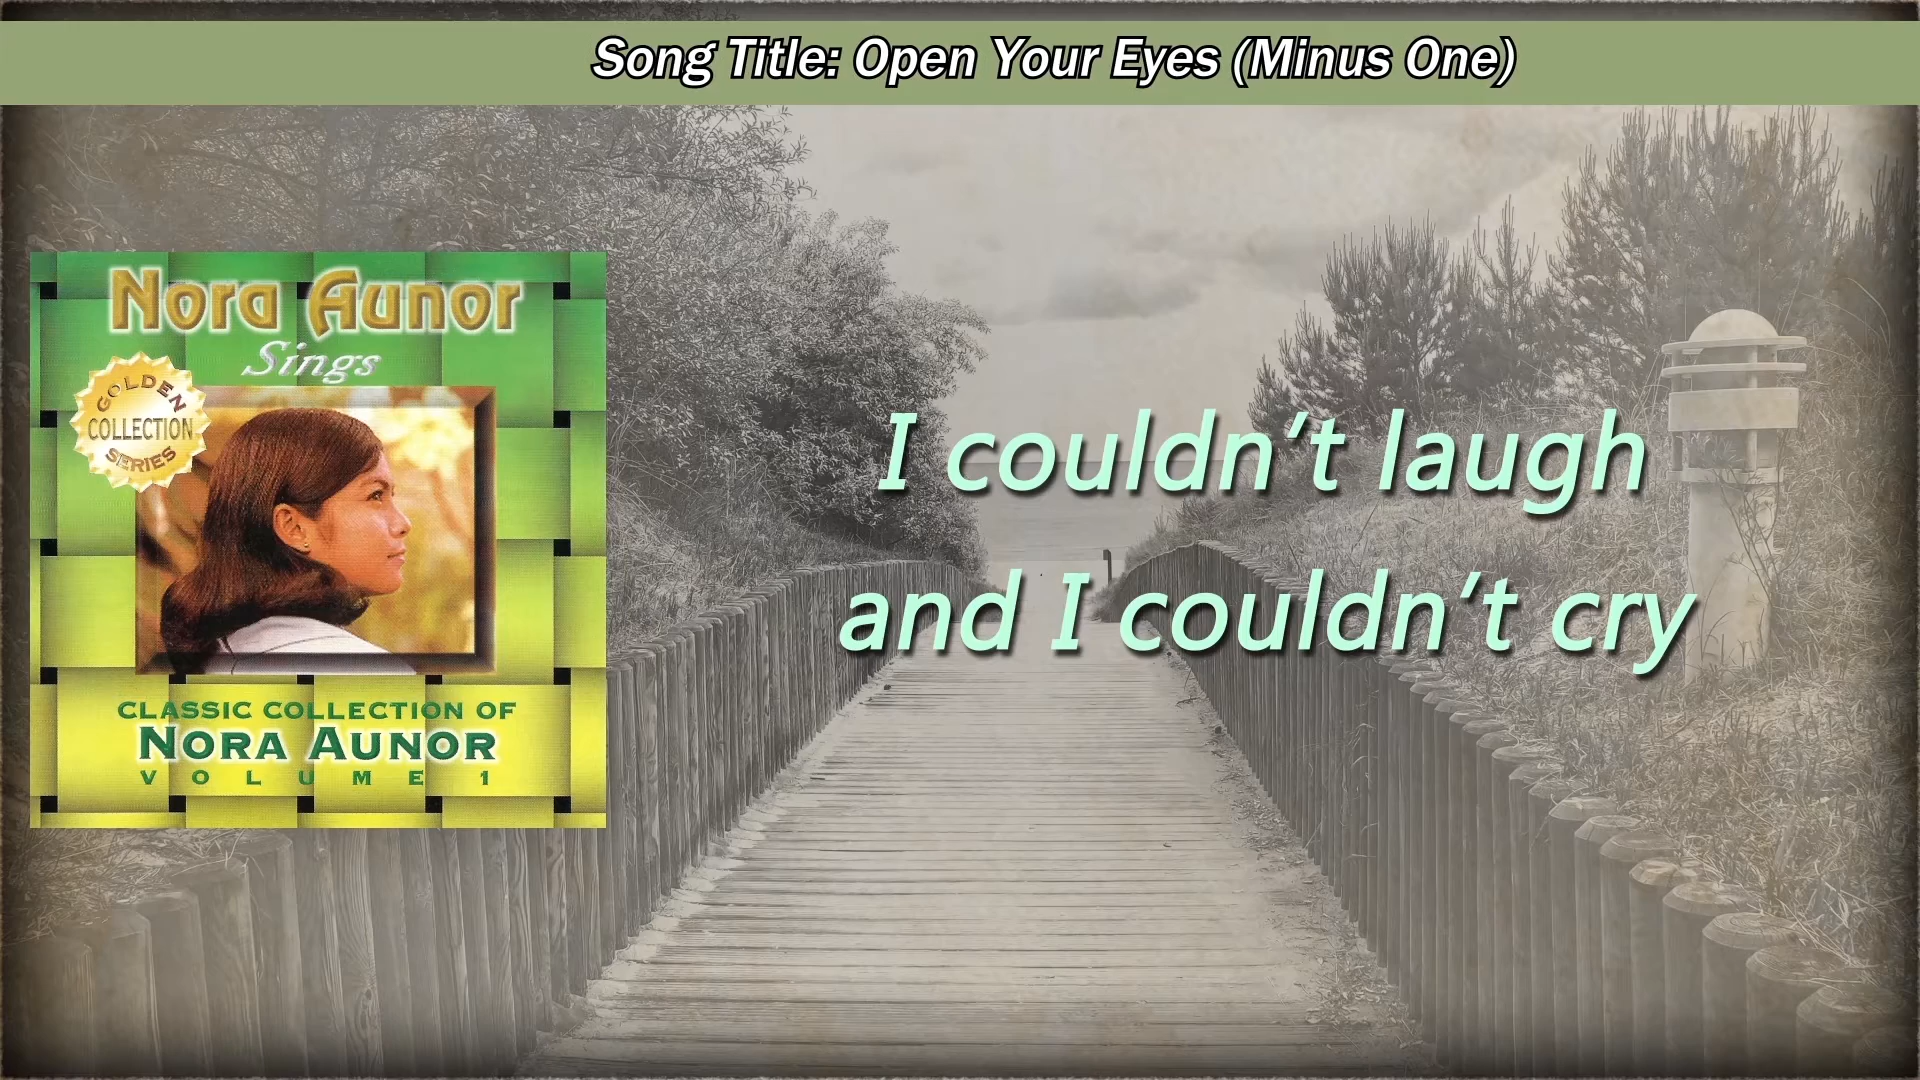 Song Title: Open Your Eyes (Minus One)
Nora Aunor
Sings
GOLDEN
COLLECTION
SERIES
CLASSIC COLLECTION OF
NORA AUNOR
VOLUME 1
I couldn't laugh
and I couldn't cry